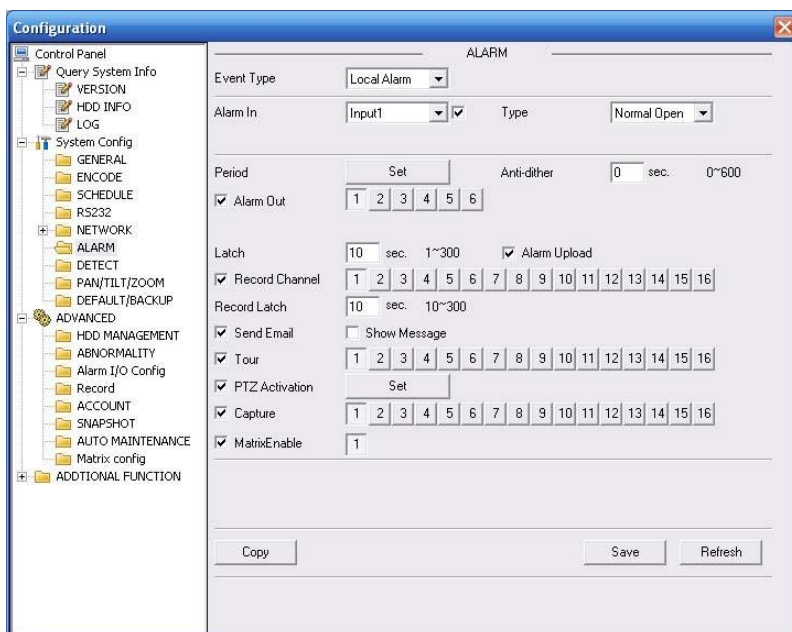 Configuration
Control Panel
Query System Info
VERSION
HDD INFO
LOG
System Config
GENERAL
ENCODE
SCHEDULE
RS232
NETWORK
ALARM
DETECT
PAN/TILT/ZOOM
DEFAULT/BACKUP
ADVANCED
HDD MANAGEMENT
ABNORMALITY
Alarm I/O Config
Record
ACCOUNT
SNAPSHOT
AUTO MAINTENANCE
Matrix config
ADDTIONAL FUNCTION
ALARM
Event Type Local Alarm
Alarm In Input1 Type Normal Open
Period Set Anti-dither 0 sec. 0~600
Alarm Out 1 2 3 4 5 6
Latch 10 sec. 1~300 Alarm Upload
Record Channel 1 2 3 4 5 6 7 8 9 10 11 12 13 14 15 16
Record Latch 10 sec. 10~300
Send Email Show Message
Tour 1 2 3 4 5 6 7 8 9 10 11 12 13 14 15 16
PTZ Activation Set
Capture 1 2 3 4 5 6 7 8 9 10 11 12 13 14 15 16
MatrixEnable 1
Copy Save Refresh